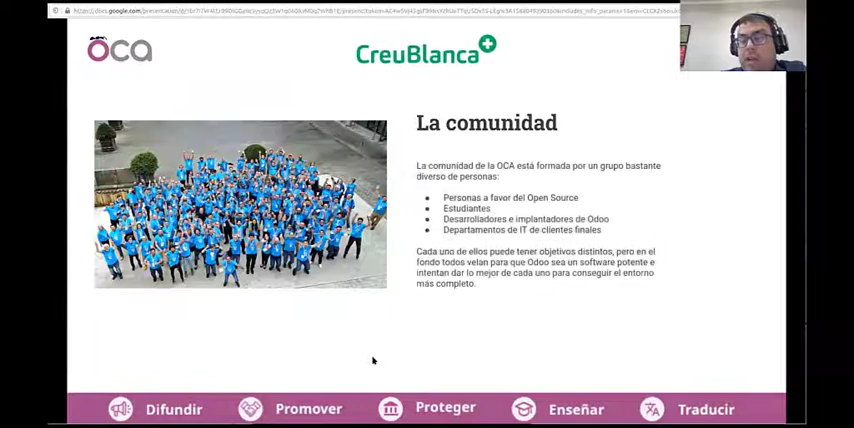 OCA
CreuBlanca
La comunidad
La comunidad de la OCA está formada por un grupo bastante
diverso de personas:
● Personas a favor del Open Source
● Estudiantes
● Desarrolladores e implantadores de Odoo
● Departamentos de IT de clientes finales
Cada uno de ellos puede tener objetivos distintos, pero en el
fondo todos velan para que Odoo sea un software potente e
intentan dar lo mejor de cada uno para conseguir el entorno
más completo.
Difundir
Promover
Proteger
Enseñar
Traducir